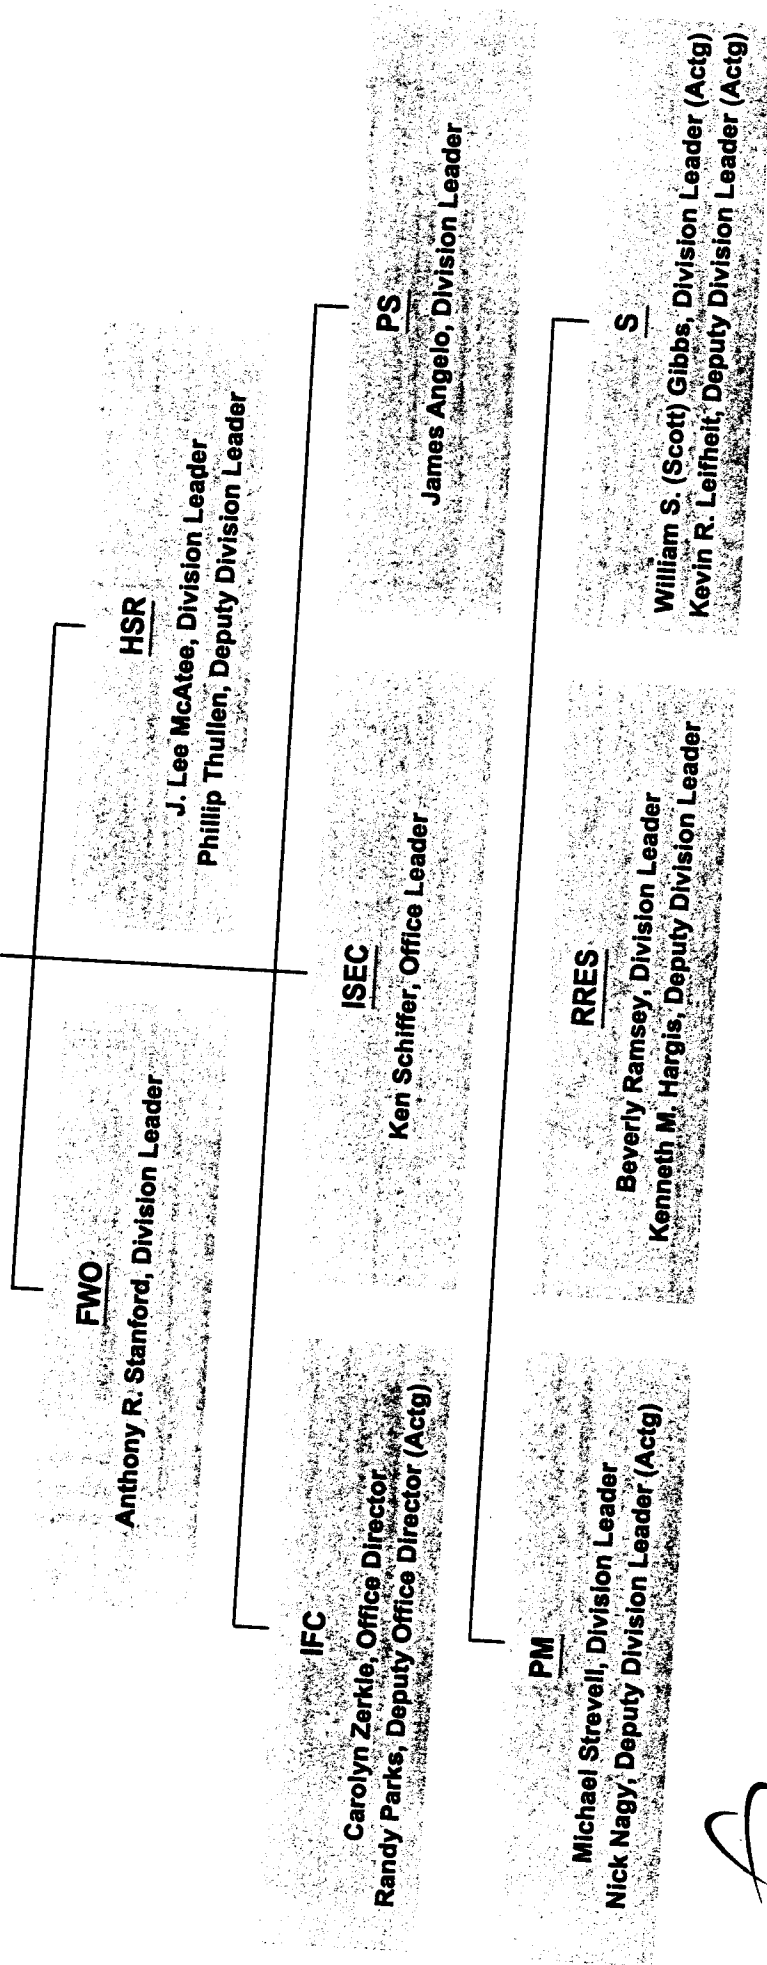 FWO
Anthony R. Stanford, Division Leader
HSR
J. Lee McAtee, Division Leader
Phillip Thullen, Deputy Division Leader
IFC
Carolyn Zerkle, Office Director
Randy Parks, Deputy Office Director (Actg)
ISEC
Ken Schiffer, Office Leader
PS
James Angelo, Division Leader
PM
Michael Strevell, Division Leader
Nick Nagy, Deputy Division Leader (Actg)
RRES
Beverly Ramsey, Division Leader
Kenneth M. Hargis, Deputy Division Leader
S
William S. (Scott) Gibbs, Division Leader (Actg)
Kevin R. Leifheit, Deputy Division Leader (Actg)